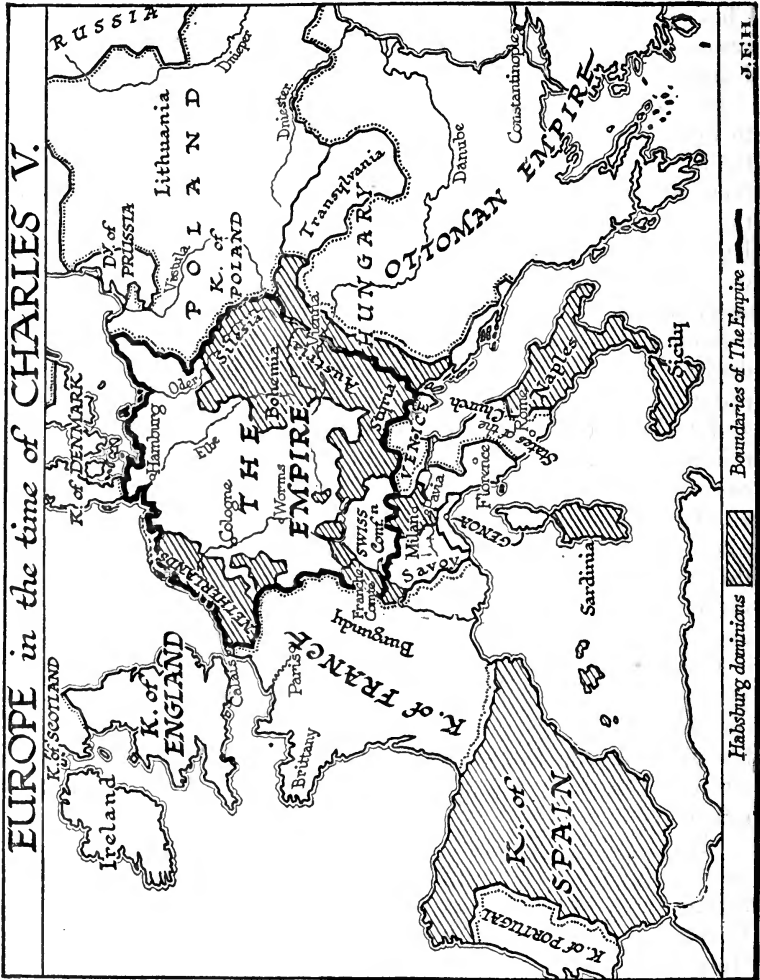 EUROPE in the time of CHARLES V.
RUSSIA
K. of SCOTLAND
Ireland
K. of ENGLAND
Calais
K. of DENMARK
Hamburg
Elbe
Oder
Dy. of PRUSSIA
Vistula
Lithuania
POLAND
K. of POLAND
Dnieper
Dniester
NETHERLANDS
Cologne
THE EMPIRE
Worms
Silesia
Bohemia
Vienna
Austria
Styria
Transylvania
HUNGARY
Danube
OTTOMAN EMPIRE
Constantinople
Brittany
Paris
K. of FRANCE
Burgundy
Franche Comté
SWISS Conf.n
SAVOY
Milan
Pavia
VENICE
GENOA
Florence
States of the Church
Rome
Naples
Sicily
Sardinia
K. of SPAIN
K. of PORTUGAL
Habsburg dominions
Boundaries of The Empire
J.F.H